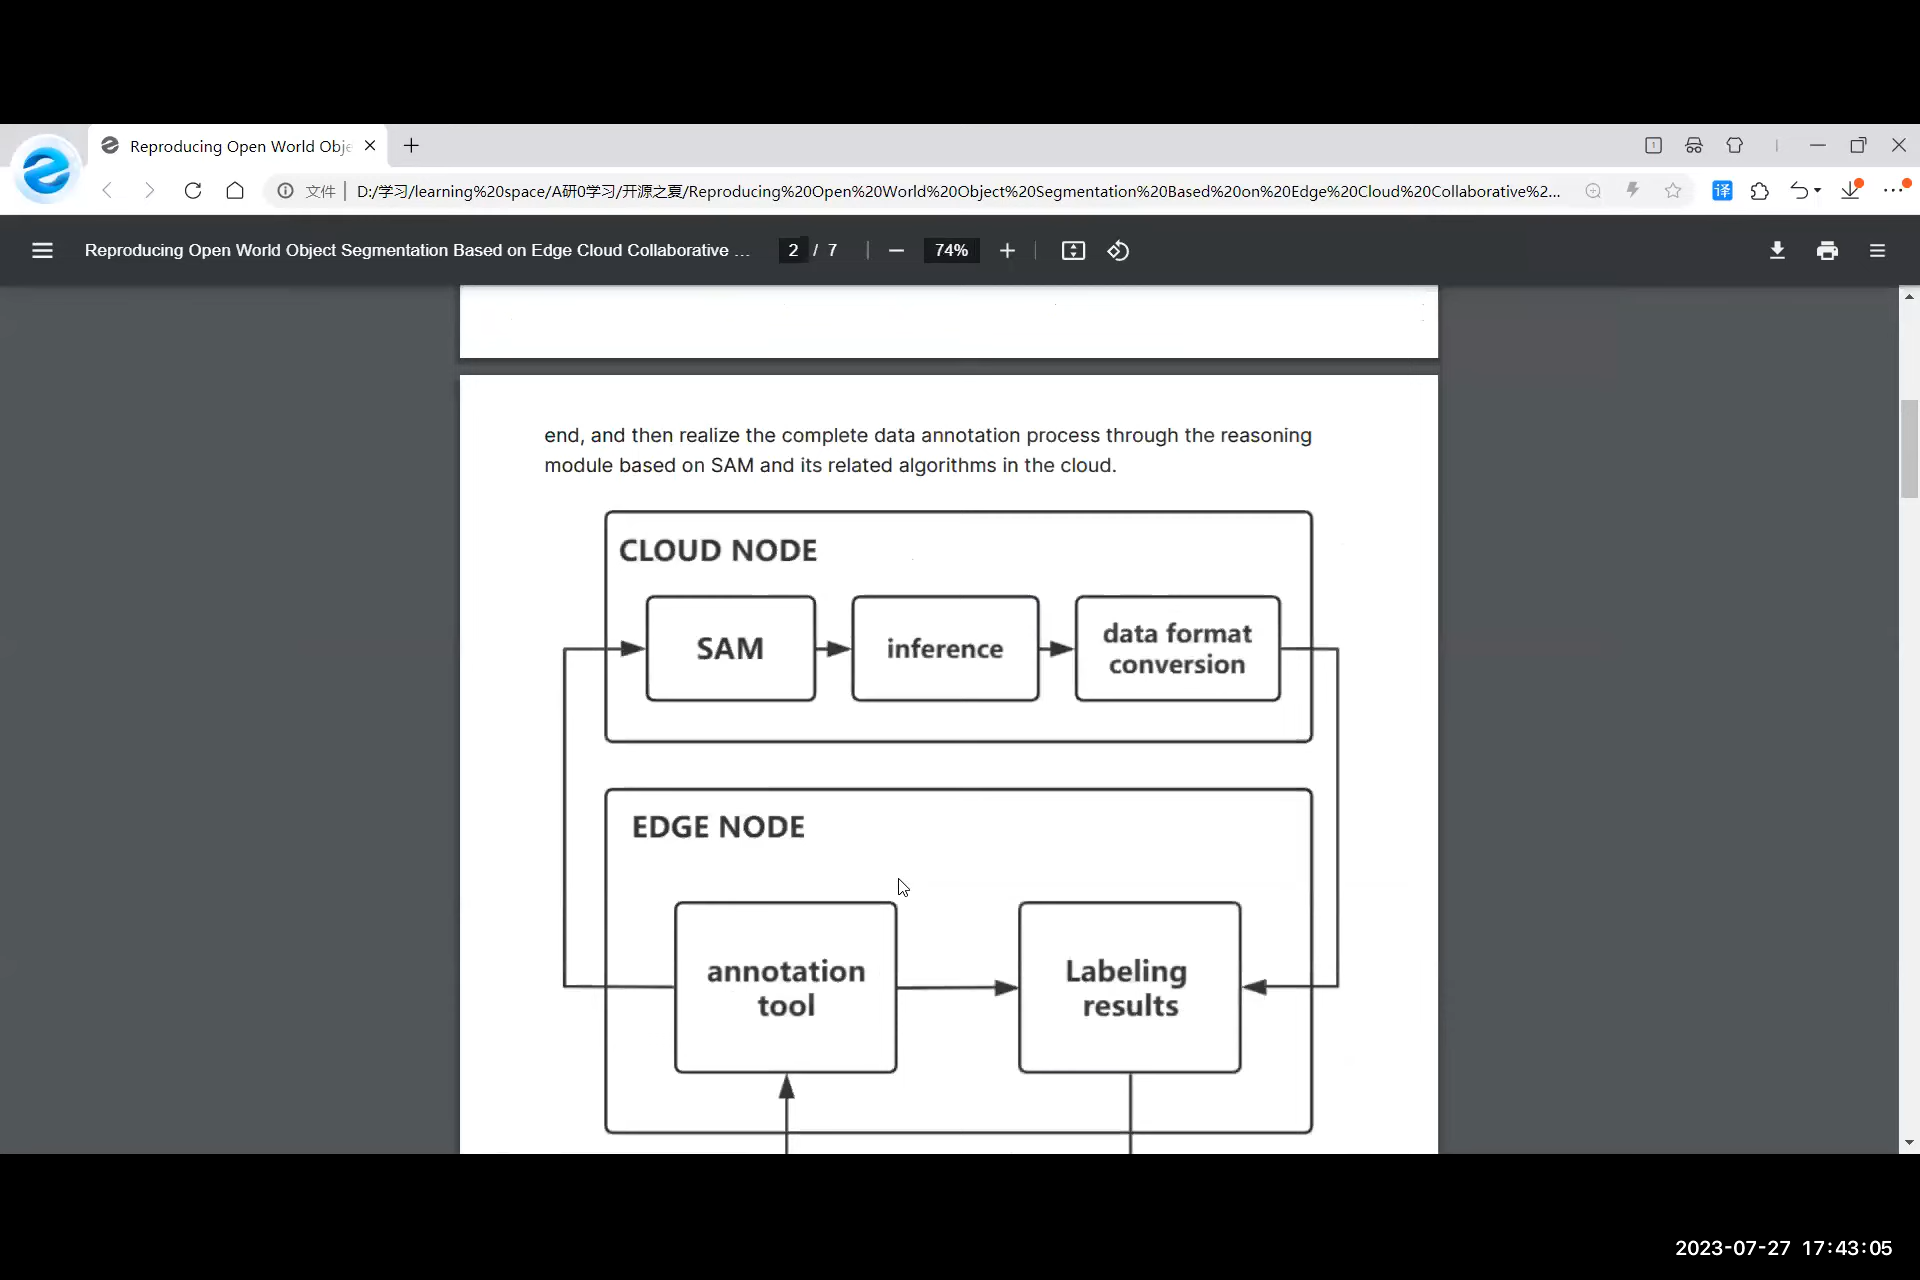 Reproducing Open World Obje
文件 D:/学习/learning%20space/A研0学习/开源之夏/Reproducing%20Open%20World%20Object%20Segmentation%20Based%20on%20Edge%20Cloud%20Collaborative%2...
译
Reproducing Open World Object Segmentation Based on Edge Cloud Collaborative ... 2 / 7 74%
end, and then realize the complete data annotation process through the reasoning
module based on SAM and its related algorithms in the cloud.
CLOUD NODE
SAM
inference
data format
conversion
EDGE NODE
annotation
tool
Labeling
results
2023-07-27 17:43:05